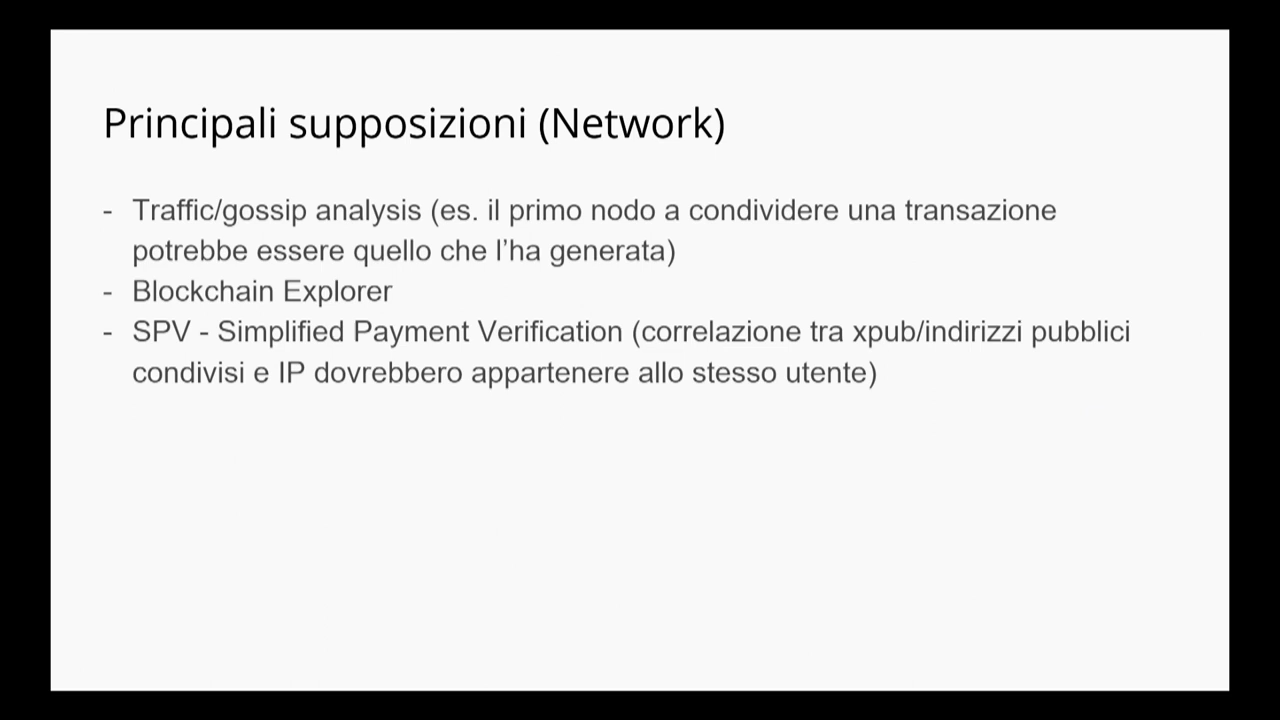 Principali supposizioni (Network)
- Traffic/gossip analysis (es. il primo nodo a condividere una transazione
potrebbe essere quello che l’ha generata)
- Blockchain Explorer
- SPV - Simplified Payment Verification (correlazione tra xpub/indirizzi pubblici
condivisi e IP dovrebbero appartenere allo stesso utente)